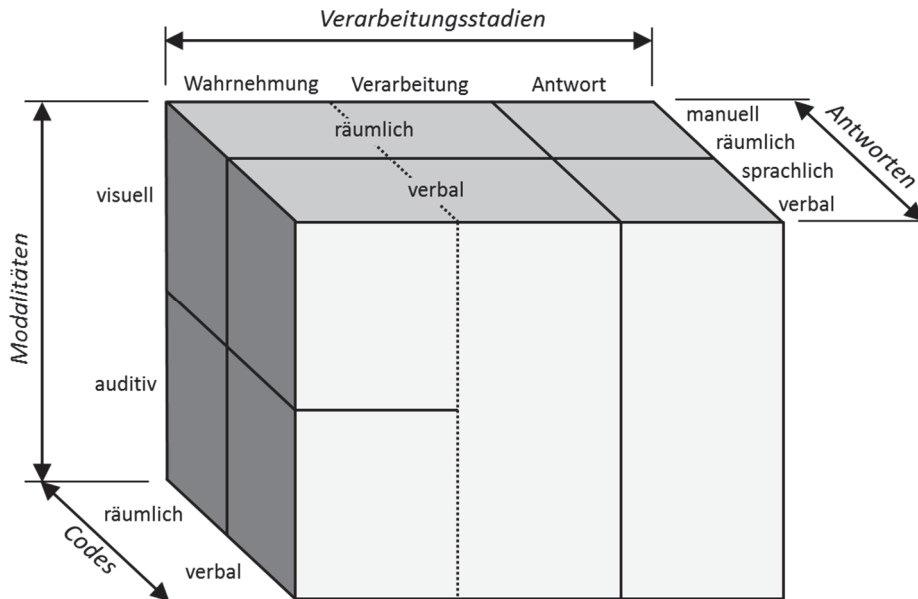 Verarbeitungsstadien
Wahrnehmung Verarbeitung Antwort
manuell
räumlich
sprachlich
verbal
Antworten
räumlich
verbal
visuell
Modalitäten
auditiv
räumlich
verbal
Codes